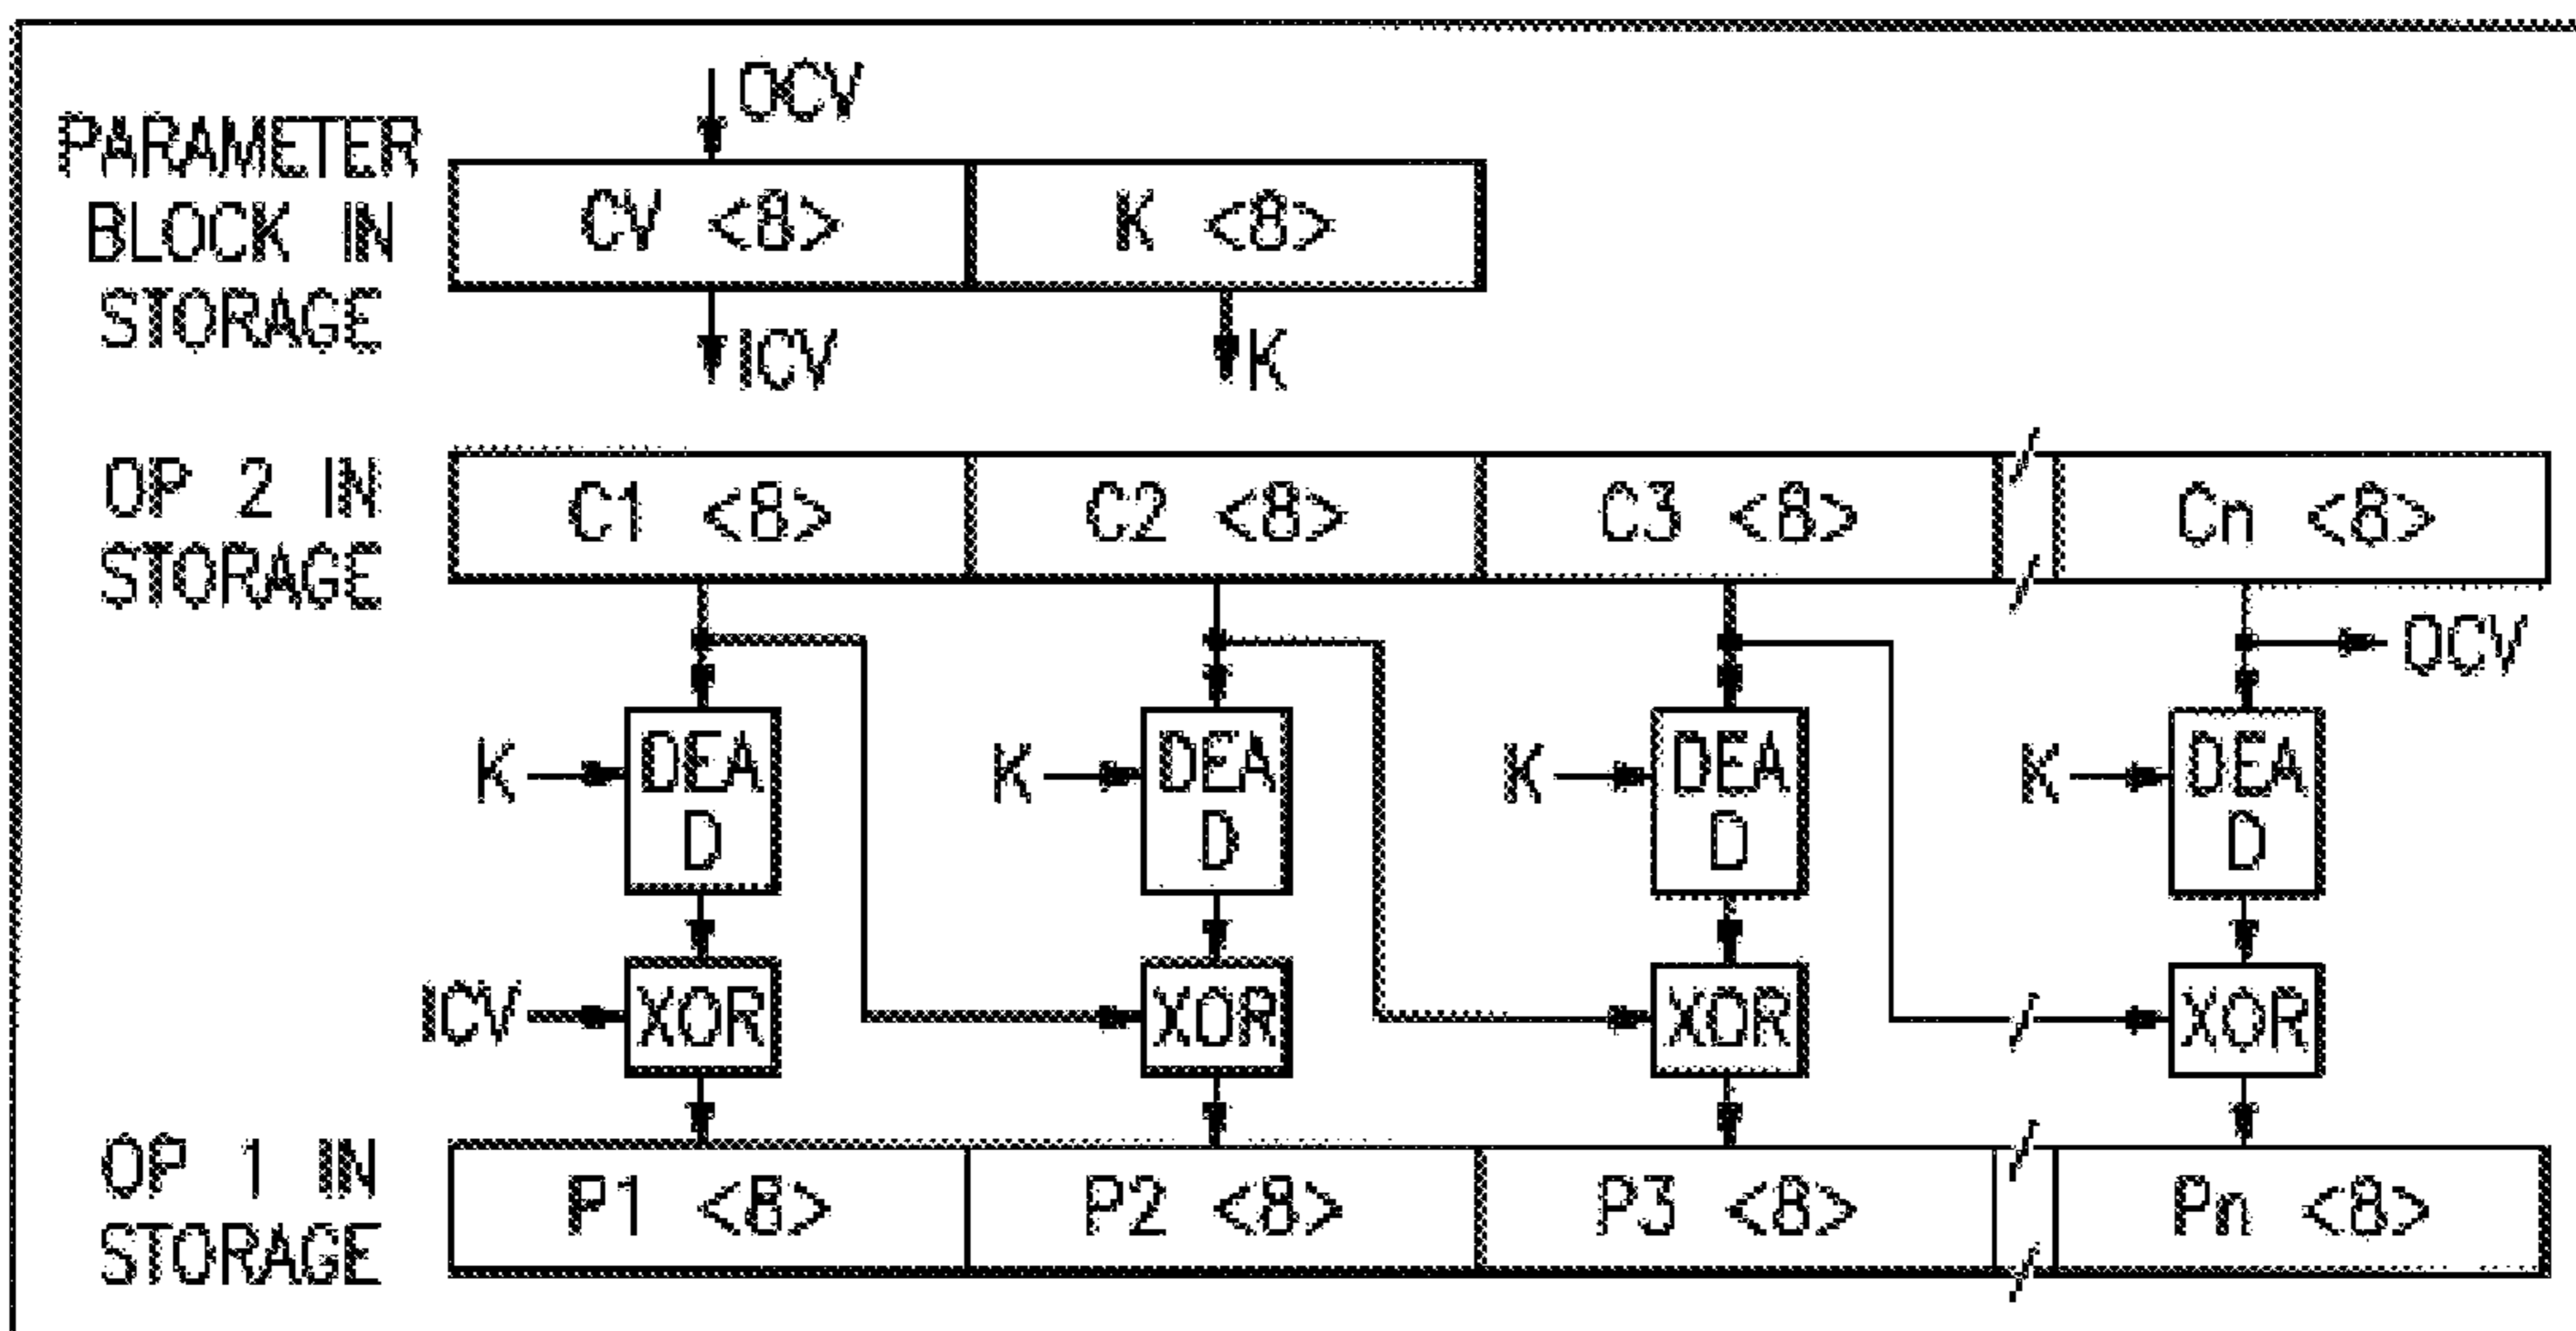 OCV
PARAMETER
BLOCK IN
STORAGE
CV <8>
K <8>
ICV
K
OP 2 IN
STORAGE
C1 <8>
C2 <8>
C3 <8>
Cn <8>
OCV
K
DEA
D
K
DEA
D
K
DEA
D
K
DEA
D
ICV
XOR
XOR
XOR
XOR
OP 1 IN
STORAGE
P1 <8>
P2 <8>
P3 <8>
Pn <8>